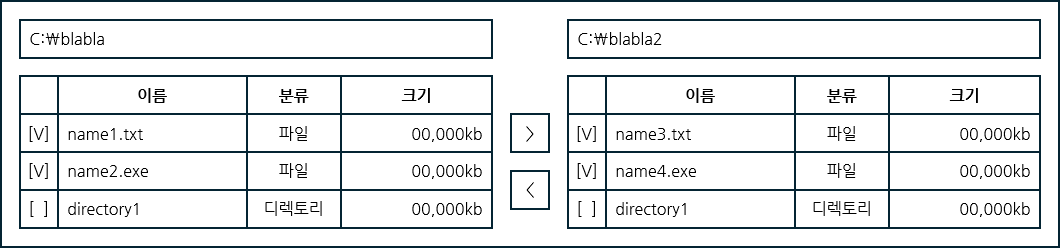 C:₩blabla
이름 분류 크기
[V] name1.txt 파일 00,000kb
[V] name2.exe 파일 00,000kb
[ ] directory1 디렉토리 00,000kb
>
<
C:₩blabla2
이름 분류 크기
[V] name3.txt 파일 00,000kb
[V] name4.exe 파일 00,000kb
[ ] directory1 디렉토리 00,000kb